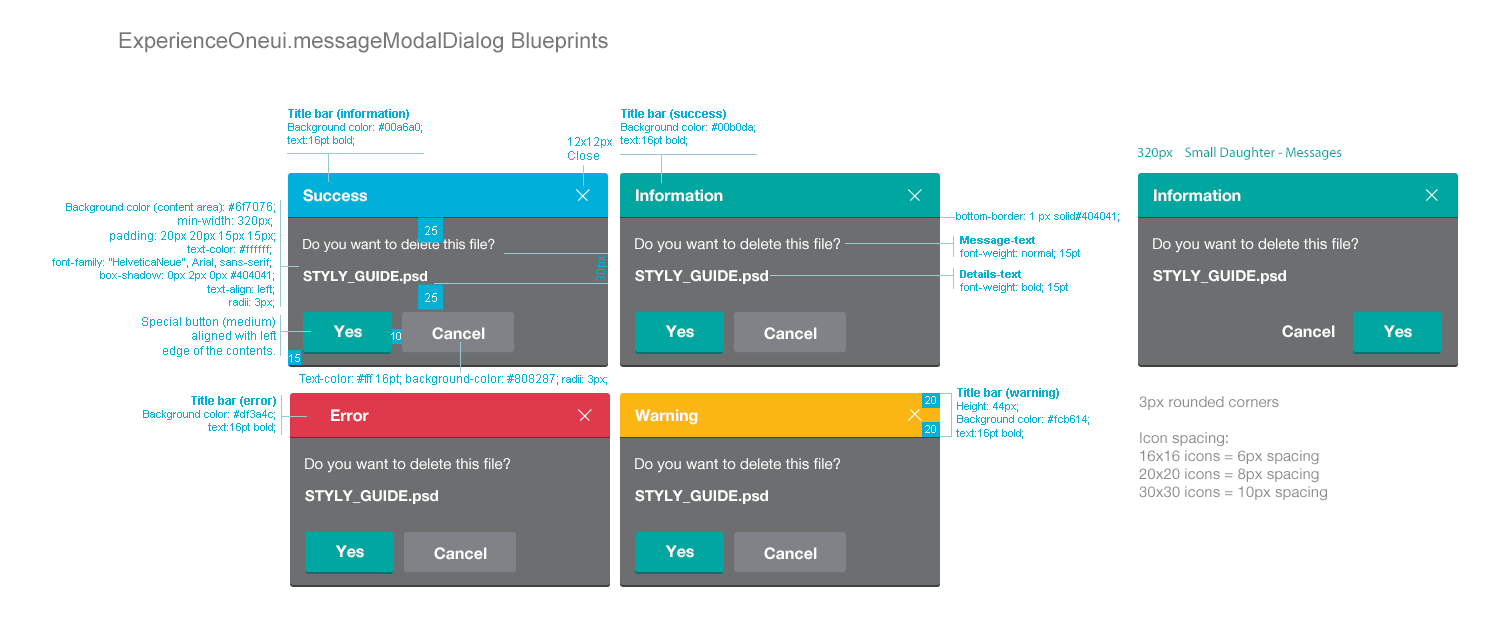 ExperienceOneui.messageModalDialog Blueprints
Title bar (information)
Background color: #00a6a0;
text:16pt bold;
12x12px
Close
Title bar (success)
Background color: #00b0da;
text:16pt bold;
320px Small Daughter - Messages
Background color (content area): #6f7076;
min-width: 320px;
padding: 20px 20px 15px 15px;
text-color: #ffffff;
font-family: "HelveticaNeue", Arial, sans-serif;
box-shadow: 0px 2px 0px #404041;
text-align: left;
radii: 3px;
Special button (medium)
aligned with left
edge of the contents.
Success
25
Do you want to delete this file?
30px
STYLY_GUIDE.psd
25
Yes
10
Cancel
15
Text-color: #fff 16pt; background-color: #808287; radii: 3px;
Information
Do you want to delete this file?
STYLY_GUIDE.psd
Yes
Cancel
bottom-border: 1 px solid#404041;
Message-text
font-weight: normal; 15pt
Details-text
font-weight: bold; 15pt
Information
Do you want to delete this file?
STYLY_GUIDE.psd
Cancel
Yes
Title bar (error)
Background color: #df3a4c;
text:16pt bold;
Error
Do you want to delete this file?
STYLY_GUIDE.psd
Yes
Cancel
Warning
20
20
Do you want to delete this file?
STYLY_GUIDE.psd
Yes
Cancel
Title bar (warning)
Height: 44px;
Background color: #fcb614;
text:16pt bold;
3px rounded corners
Icon spacing:
16x16 icons = 6px spacing
20x20 icons = 8px spacing
30x30 icons = 10px spacing